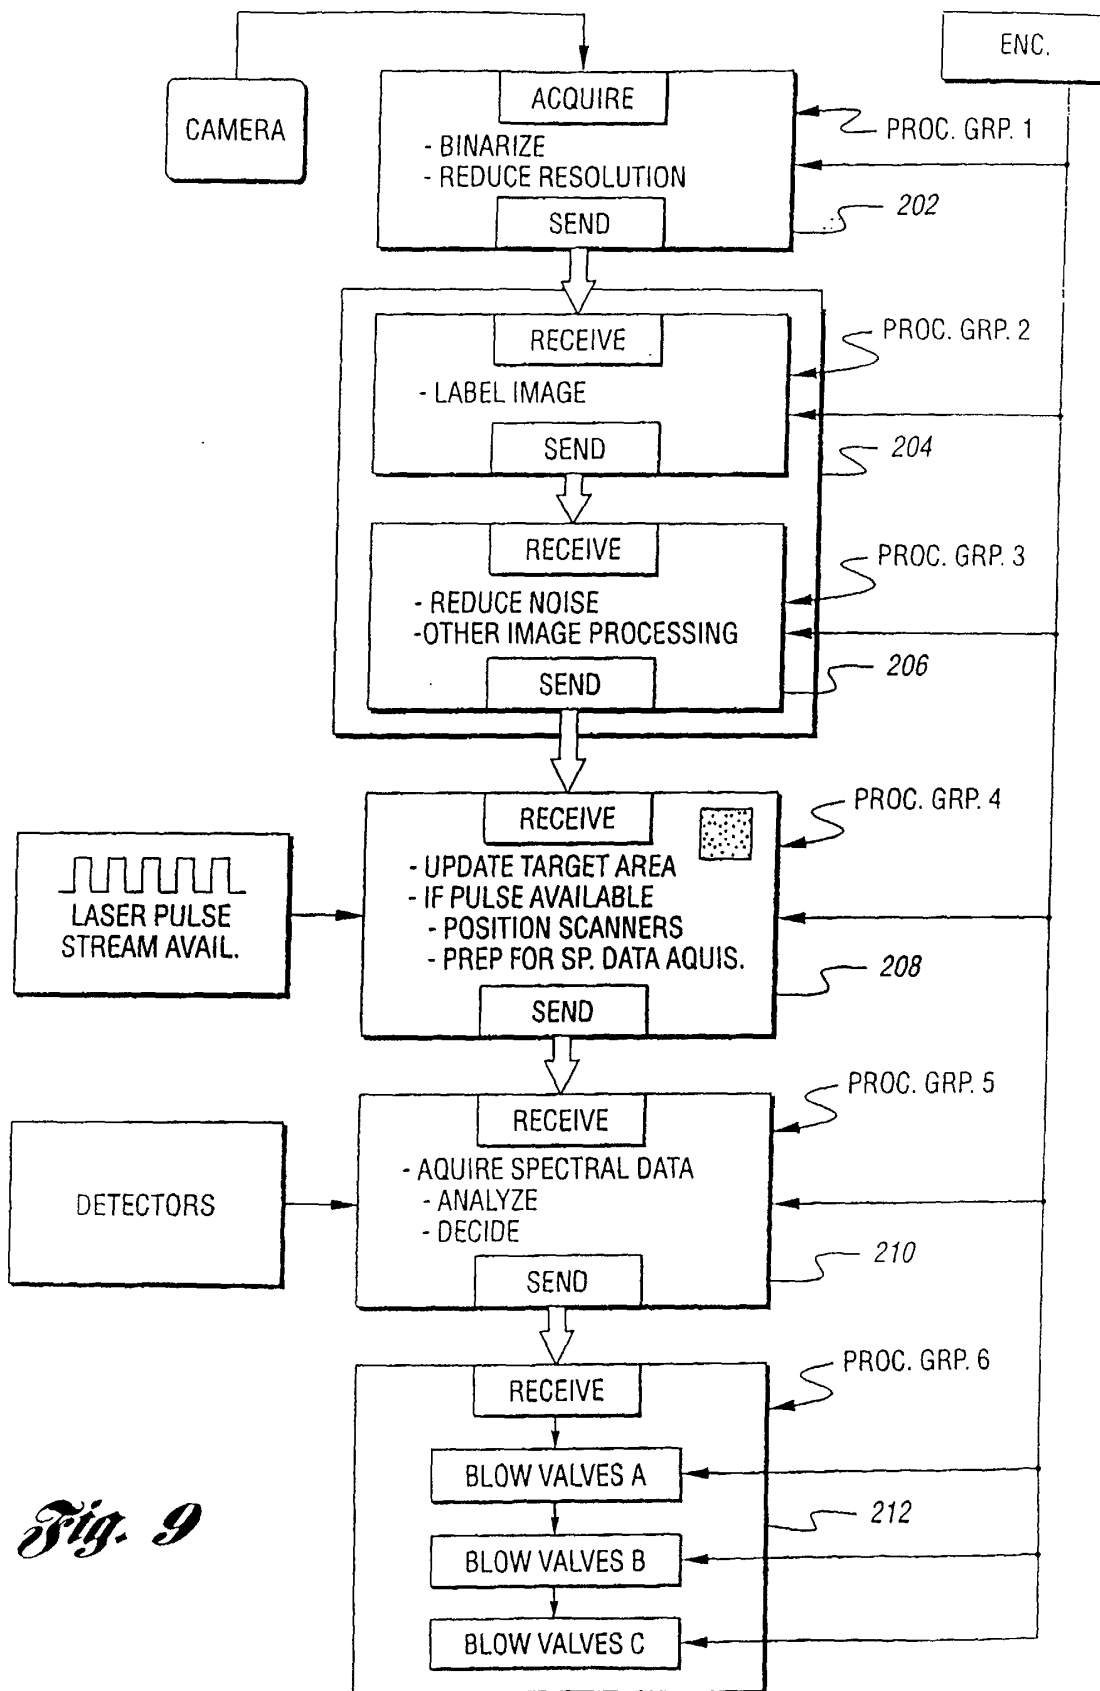 ENC.
CAMERA
ACQUIRE
PROC. GRP. 1
- BINARIZE
- REDUCE RESOLUTION
SEND
202
RECEIVE
PROC. GRP. 2
- LABEL IMAGE
SEND
204
RECEIVE
PROC. GRP. 3
- REDUCE NOISE
-OTHER IMAGE PROCESSING
SEND
206
RECEIVE
PROC. GRP. 4
- UPDATE TARGET AREA
- IF PULSE AVAILABLE
- POSITION SCANNERS
- PREP FOR SP. DATA AQUIS.
LASER PULSE
STREAM AVAIL.
SEND
208
RECEIVE
PROC. GRP. 5
- AQUIRE SPECTRAL DATA
- ANALYZE
- DECIDE
DETECTORS
SEND
210
RECEIVE
PROC. GRP. 6
BLOW VALVES A
212
BLOW VALVES B
BLOW VALVES C
Fig. 9